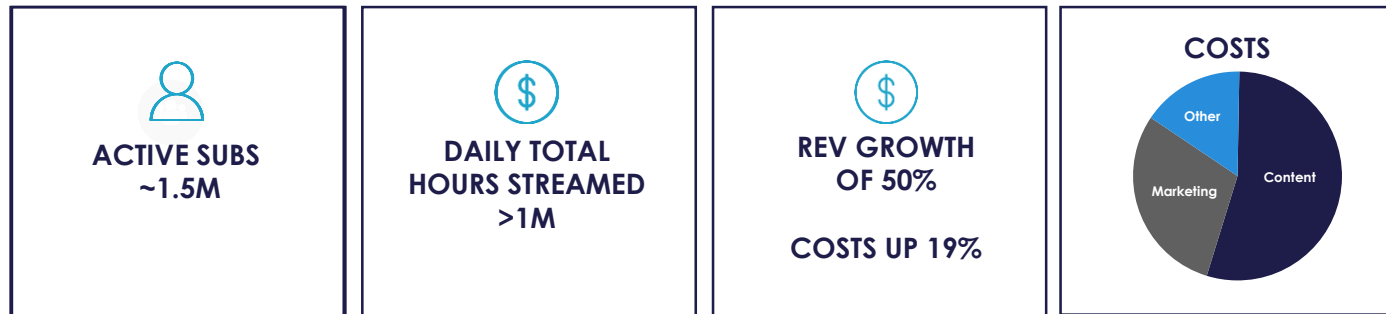 ACTIVE SUBS
~1.5M
$
DAILY TOTAL
HOURS STREAMED
>1M
$
REV GROWTH
OF 50%
COSTS UP 19%
COSTS
Other
Marketing
Content